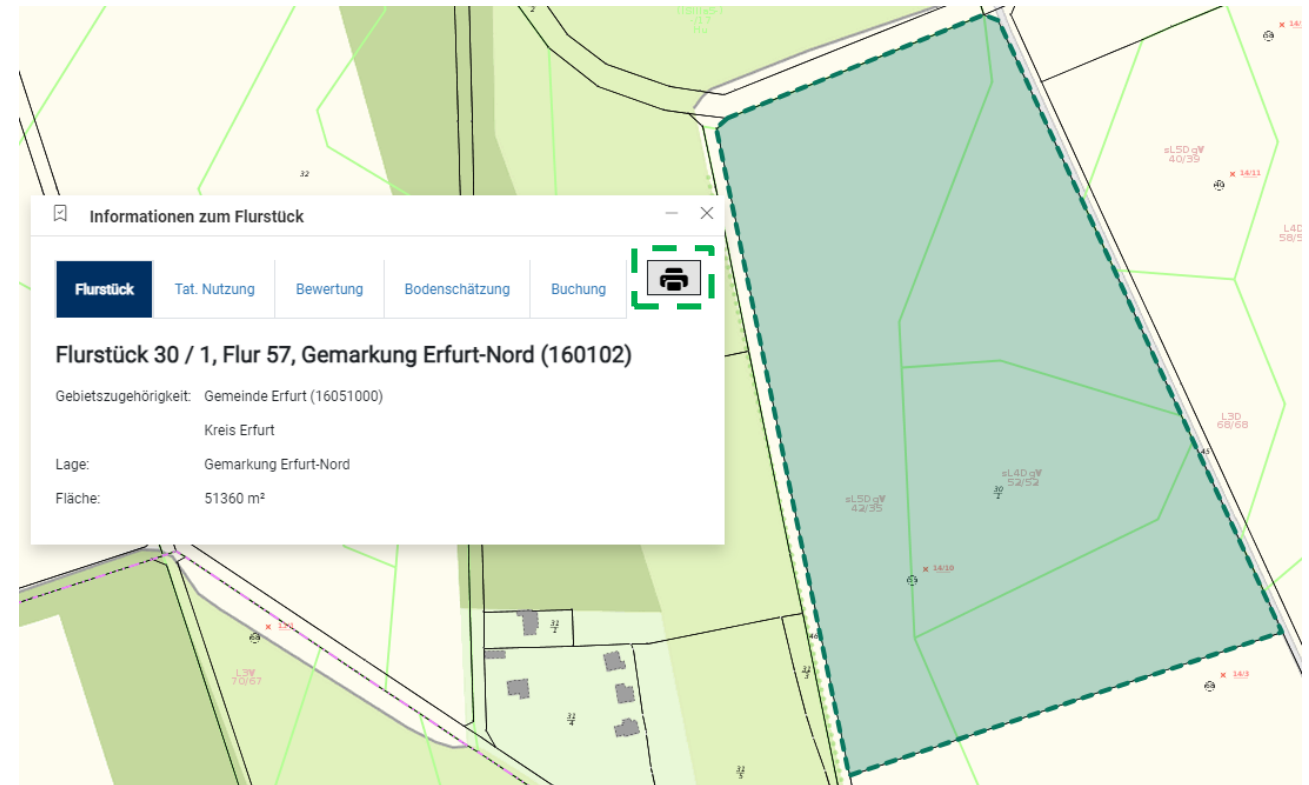 2
32
Informationen zum Flurstück
Flurstück
Tat. Nutzung
Bewertung
Bodenschätzung
Buchung
Flurstück 30 / 1, Flur 57, Gemarkung Erfurt-Nord (160102)
Gebietszugehörigkeit: Gemeinde Erfurt (16051000)
Kreis Erfurt
Lage: Gemarkung Erfurt-Nord
Fläche: 51360 m²
sL5D gV
40/39
14/11
L3D
68/68
45
sL4D gV
52/52
sL5D gV
42/35
14/10
46
14/3
L3V
70/67